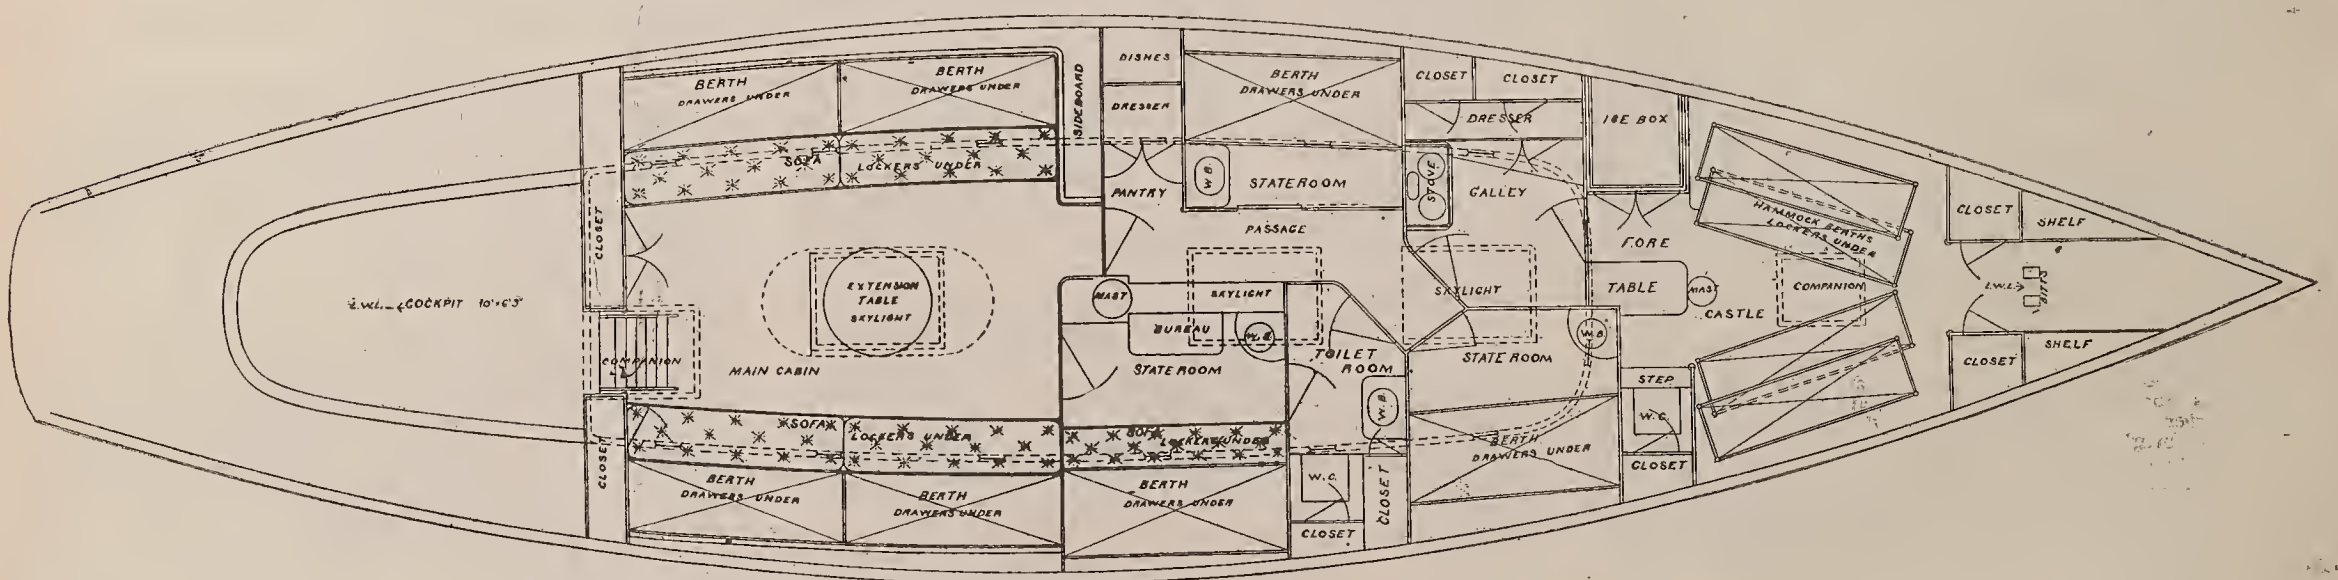 L.W.L. COCKPIT 10'×6'3"
CLOSET
CLOSET
COMPANION
BERTH
DRAWERS UNDER
BERTH
DRAWERS UNDER
SOFA
LOCKERS UNDER
SIDEBOARD
EXTENSION
TABLE
SKYLIGHT
MAIN CABIN
SOFA
LOCKERS UNDER
BERTH
DRAWERS UNDER
BERTH
DRAWERS UNDER
DISHES
DRESSER
PANTRY
BERTH
DRAWERS UNDER
W.B.
STATEROOM
PASSAGE
MAST
SKYLIGHT
BUREAU
W.B.
STATEROOM
SOFA
LOCKERS UNDER
BERTH
DRAWERS UNDER
TOILET
ROOM
W.B.
W.C.
CLOSET
CLOSET
CLOSET
CLOSET
DRESSER
STOVE
GALLEY
SKYLIGHT
STATEROOM
W.B.
BERTH
DRAWERS UNDER
ICE BOX
FORE
TABLE
MAST
CASTLE
STEP
W.C.
CLOSET
HAMMOCK BERTHS
LOCKERS UNDER
COMPANION
CLOSET
SHELF
L.W.L.
BITTS
CLOSET
SHELF